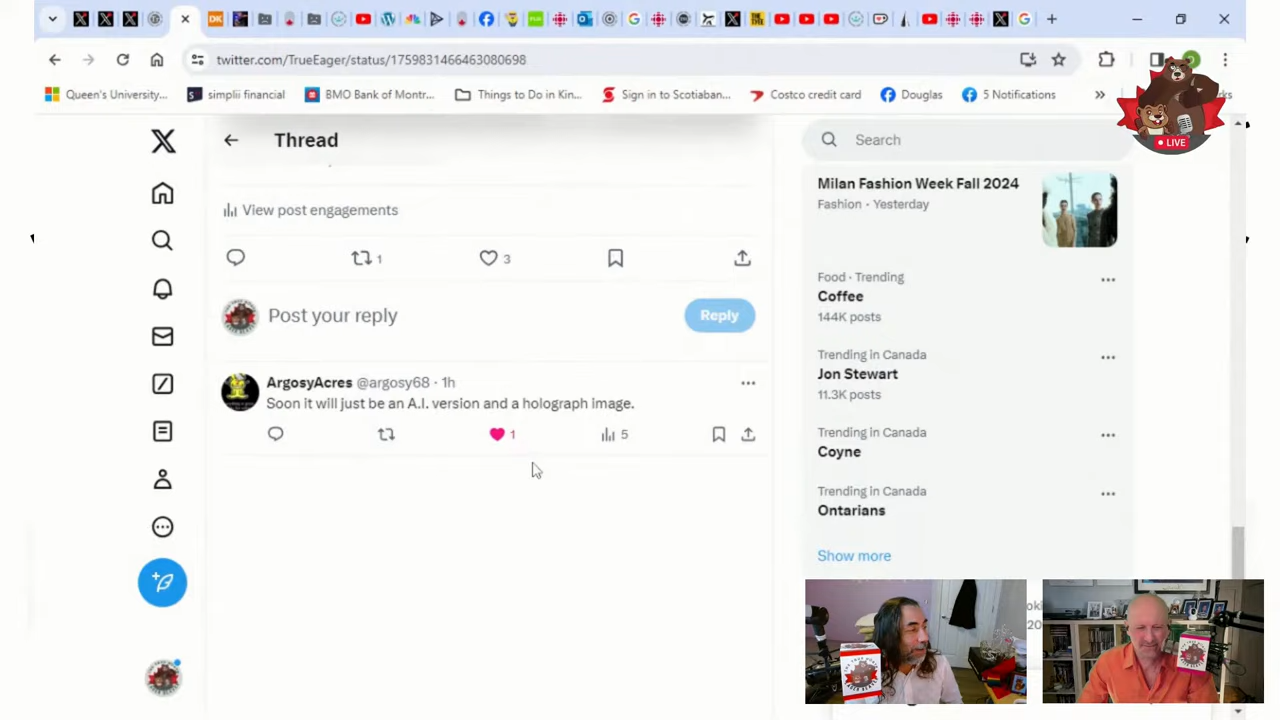 twitter.com/TrueEager/status/1759831466463080698
Queen's University...
simplii financial
BMO Bank of Montr...
Things to Do in Kin...
Sign in to Scotiaban...
Costco credit card
Douglas
5 Notifications
»
LIVE
Thread
View post engagements
1
3
Post your reply
Reply
ArgosyAcres @argosy68 · 1h
Soon it will just be an A.I. version and a holograph image.
1
5
Search
Milan Fashion Week Fall 2024
Fashion · Yesterday
Food · Trending
Coffee
144K posts
Trending in Canada
Jon Stewart
11.3K posts
Trending in Canada
Coyne
Trending in Canada
Ontarians
Show more